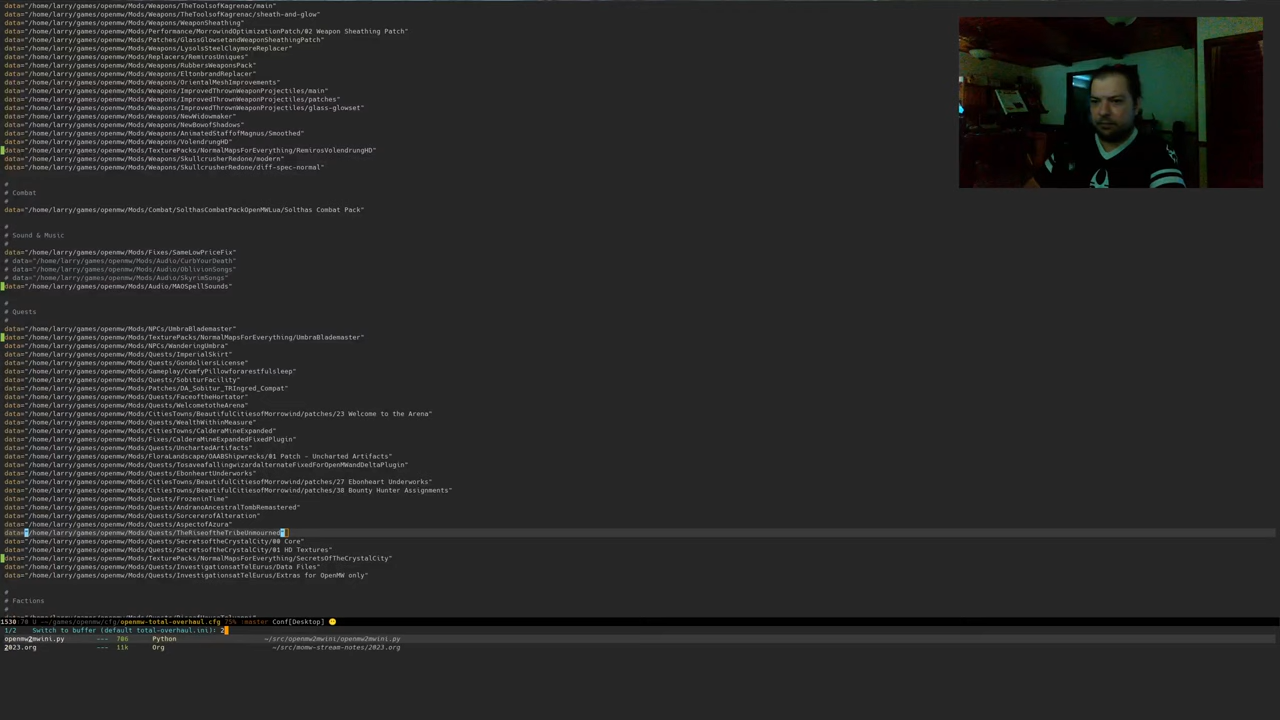 data="/home/larry/games/openmw/Mods/Weapons/TheToolsofKagrenac/main"
data="/home/larry/games/openmw/Mods/Weapons/TheToolsofKagrenac/sheath-and-glow"
data="/home/larry/games/openmw/Mods/Weapons/WeaponSheathing"
data="/home/larry/games/openmw/Mods/Performance/MorrowindOptimizationPatch/02 Weapon Sheathing Patch"
data="/home/larry/games/openmw/Mods/Patches/GlassGlowsetandWeaponSheathingPatch"
data="/home/larry/games/openmw/Mods/Weapons/LysolsSteelClaymoreReplacer"
data="/home/larry/games/openmw/Mods/Replacers/RemirosUniques"
data="/home/larry/games/openmw/Mods/Weapons/RubbersWeaponsPack"
data="/home/larry/games/openmw/Mods/Weapons/EltonbrandReplacer"
data="/home/larry/games/openmw/Mods/Weapons/OrientalMeshImprovements"
data="/home/larry/games/openmw/Mods/Weapons/ImprovedThrownWeaponProjectiles/main"
data="/home/larry/games/openmw/Mods/Weapons/ImprovedThrownWeaponProjectiles/patches"
data="/home/larry/games/openmw/Mods/Weapons/ImprovedThrownWeaponProjectiles/glass-glowset"
data="/home/larry/games/openmw/Mods/Weapons/NewWidowmaker"
data="/home/larry/games/openmw/Mods/Weapons/NewBowofShadows"
data="/home/larry/games/openmw/Mods/Weapons/AnimatedStaffofMagnus/Smoothed"
data="/home/larry/games/openmw/Mods/Weapons/VolendrungHD"
data="/home/larry/games/openmw/Mods/TexturePacks/NormalMapsForEverything/RemirosVolendrungHD"
data="/home/larry/games/openmw/Mods/Weapons/SkullcrusherRedone/modern"
data="/home/larry/games/openmw/Mods/Weapons/SkullcrusherRedone/diff-spec-normal"
#
# Combat
#
data="/home/larry/games/openmw/Mods/Combat/SolthasCombatPackOpenMWLua/Solthas Combat Pack"
#
# Sound & Music
#
data="/home/larry/games/openmw/Mods/Fixes/SameLowPriceFix"
# data="/home/larry/games/openmw/Mods/Audio/CurbYourDeath"
# data="/home/larry/games/openmw/Mods/Audio/OblivionSongs"
# data="/home/larry/games/openmw/Mods/Audio/SkyrimSongs"
data="/home/larry/games/openmw/Mods/Audio/MAOSpellSounds"
#
# Quests
#
data="/home/larry/games/openmw/Mods/NPCs/UmbraBlademaster"
data="/home/larry/games/openmw/Mods/TexturePacks/NormalMapsForEverything/UmbraBlademaster"
data="/home/larry/games/openmw/Mods/NPCs/WanderingUmbra"
data="/home/larry/games/openmw/Mods/Quests/ImperialSkirt"
data="/home/larry/games/openmw/Mods/Quests/GondoliersLicense"
data="/home/larry/games/openmw/Mods/Gameplay/ComfyPillowforarestfulsleep"
data="/home/larry/games/openmw/Mods/Quests/SobiturFacility"
data="/home/larry/games/openmw/Mods/Patches/DA_Sobitur_TRIngred_Compat"
data="/home/larry/games/openmw/Mods/Quests/FaceoftheHortator"
data="/home/larry/games/openmw/Mods/Quests/WelcometotheArena"
data="/home/larry/games/openmw/Mods/CitiesTowns/BeautifulCitiesofMorrowind/patches/23 Welcome to the Arena"
data="/home/larry/games/openmw/Mods/Quests/WealthWithinMeasure"
data="/home/larry/games/openmw/Mods/CitiesTowns/CalderaMineExpanded"
data="/home/larry/games/openmw/Mods/Fixes/CalderaMineExpandedFixedPlugin"
data="/home/larry/games/openmw/Mods/Quests/UnchartedArtifacts"
data="/home/larry/games/openmw/Mods/FloraLandscape/OAABShipwrecks/01 Patch - Uncharted Artifacts"
data="/home/larry/games/openmw/Mods/Quests/TosaveafallingwizardalternateFixedForOpenMWandDeltaPlugin"
data="/home/larry/games/openmw/Mods/Quests/EbonheartUnderworks"
data="/home/larry/games/openmw/Mods/CitiesTowns/BeautifulCitiesofMorrowind/patches/27 Ebonheart Underworks"
data="/home/larry/games/openmw/Mods/CitiesTowns/BeautifulCitiesofMorrowind/patches/38 Bounty Hunter Assignments"
data="/home/larry/games/openmw/Mods/Quests/FrozeninTime"
data="/home/larry/games/openmw/Mods/Quests/AndranoAncestralTombRemastered"
data="/home/larry/games/openmw/Mods/Quests/SorcererofAlteration"
data="/home/larry/games/openmw/Mods/Quests/AspectofAzura"
data="/home/larry/games/openmw/Mods/Quests/TheRiseoftheTribeUnmourned"
data="/home/larry/games/openmw/Mods/Quests/SecretsoftheCrystalCity/00 Core"
data="/home/larry/games/openmw/Mods/Quests/SecretsoftheCrystalCity/01 HD Textures"
data="/home/larry/games/openmw/Mods/TexturePacks/NormalMapsForEverything/SecretsOfTheCrystalCity"
data="/home/larry/games/openmw/Mods/Quests/InvestigationsatTelEurus/Data Files"
data="/home/larry/games/openmw/Mods/Quests/InvestigationsatTelEurus/Extras for OpenMW only"
#
# Factions
#
1530:70 U ~~/games/openmw/cfg/openmw-total-overhaul.cfg 75% :master Conf[Desktop]
1/2 Switch to buffer (default total-overhaul.ini): 2
openmw2mwini.py --- 706 Python ~/src/openmw2mwini/openmw2mwini.py
2023.org --- 11k Org ~/src/momw-stream-notes/2023.org